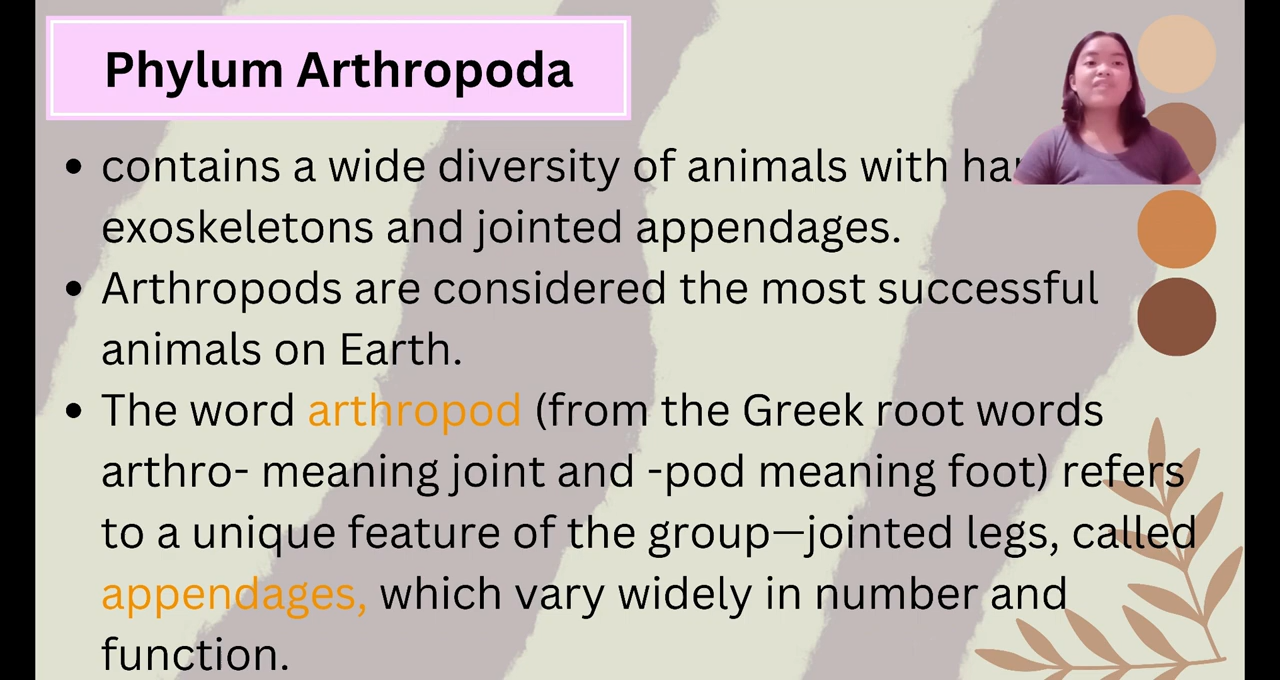 Phylum Arthropoda
• contains a wide diversity of animals with
exoskeletons and jointed appendages.
• Arthropods are considered the most successful
animals on Earth.
• The word arthropod (from the Greek root words
arthro- meaning joint and -pod meaning foot) refers
to a unique feature of the group—jointed legs, called
appendages, which vary widely in number and
function.